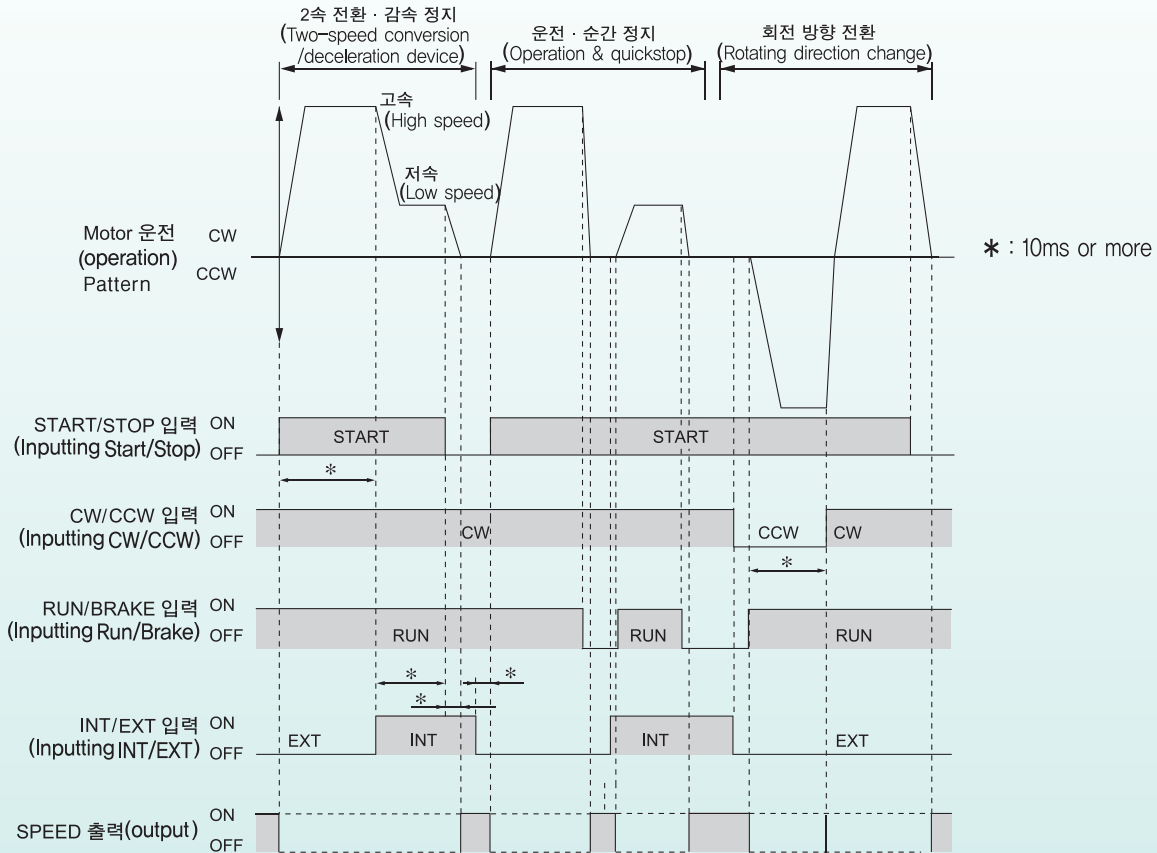 2속 전환 · 감속 정지
(Two-speed conversion
/deceleration device)
운전 · 순간 정지
(Operation & quickstop)
회전 방향 전환
(Rotating direction change)
고속
(High speed)
저속
(Low speed)
Motor 운전
(operation)
Pattern
CW
CCW
* : 10ms or more
START/STOP 입력
(Inputting Start/Stop)
ON
OFF
START
START
*
CW/CCW 입력
(Inputting CW/CCW)
ON
OFF
CW
CCW
CW
*
RUN/BRAKE 입력
(Inputting Run/Brake)
ON
OFF
RUN
RUN
RUN
*
*
*
INT/EXT 입력
(Inputting INT/EXT)
ON
OFF
EXT
INT
INT
EXT
SPEED 출력(output)
ON
OFF